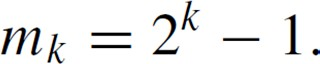 $m_k = 2^k - 1.$